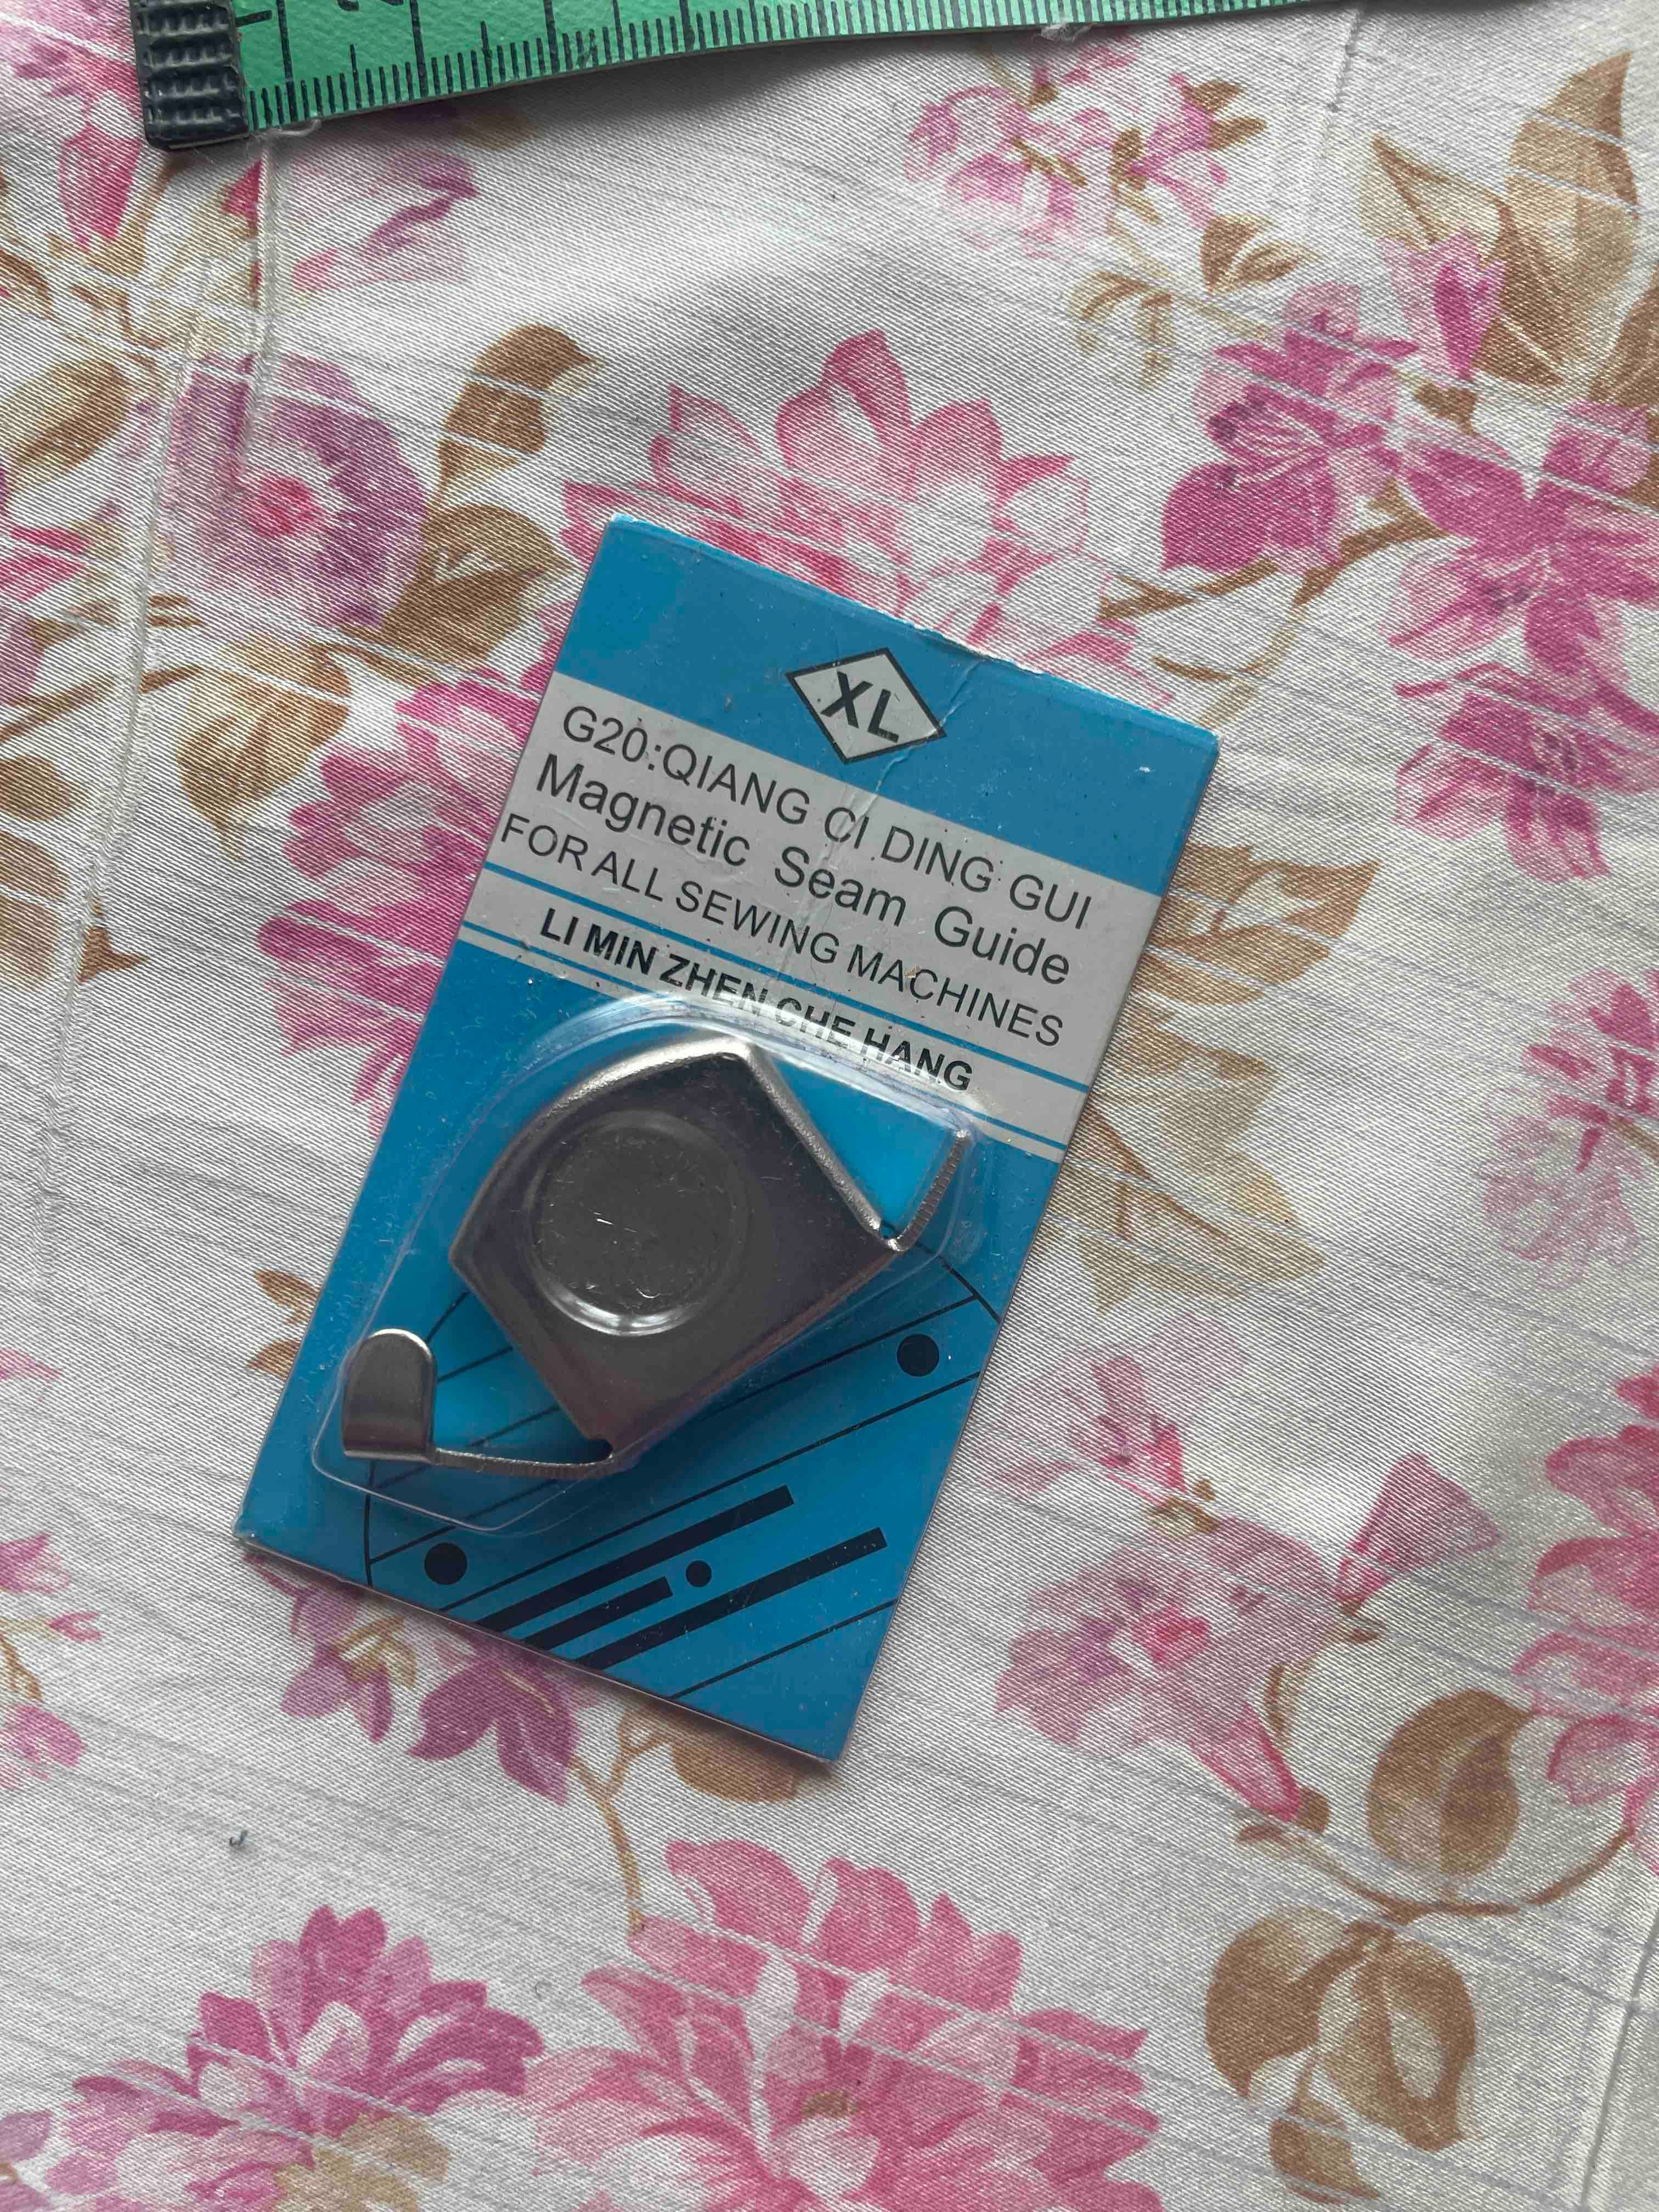 XL
G20:QIANG CI DING GUI
Magnetic Seam Guide
FOR ALL SEWING MACHINES
LI MIN ZHEN CHE HANG